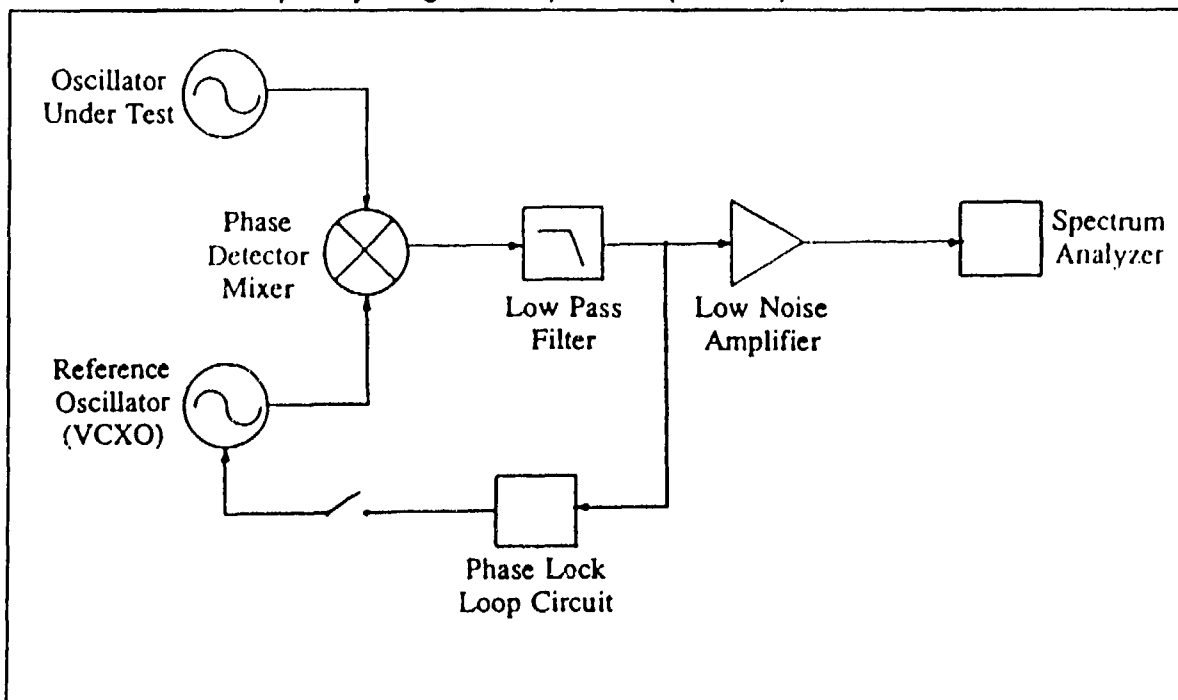 Oscillator
Under Test
Phase
Detector
Mixer
Low Pass
Filter
Low Noise
Amplifier
Spectrum
Analyzer
Reference
Oscillator
(VCXO)
Phase Lock
Loop Circuit